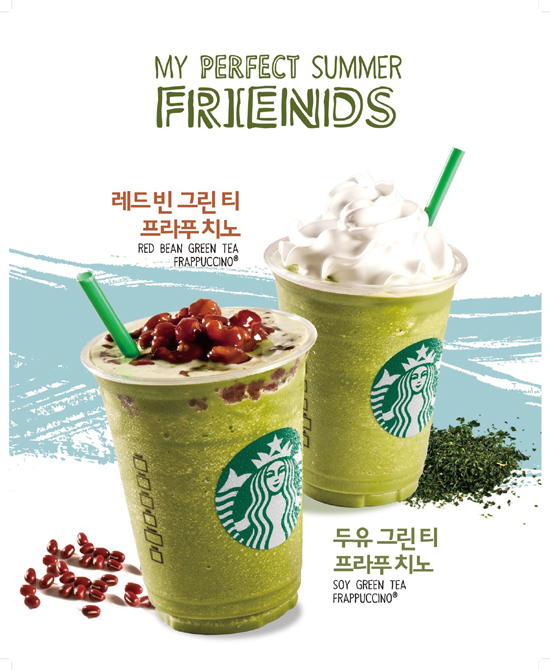 MY PERFECT SUMMER
FRIENDS
레드 빈 그린 티
프라푸치노
RED BEAN GREEN TEA
FRAPPUCCINO®
두유 그린 티
프라푸치노
SOY GREEN TEA
FRAPPUCCINO®